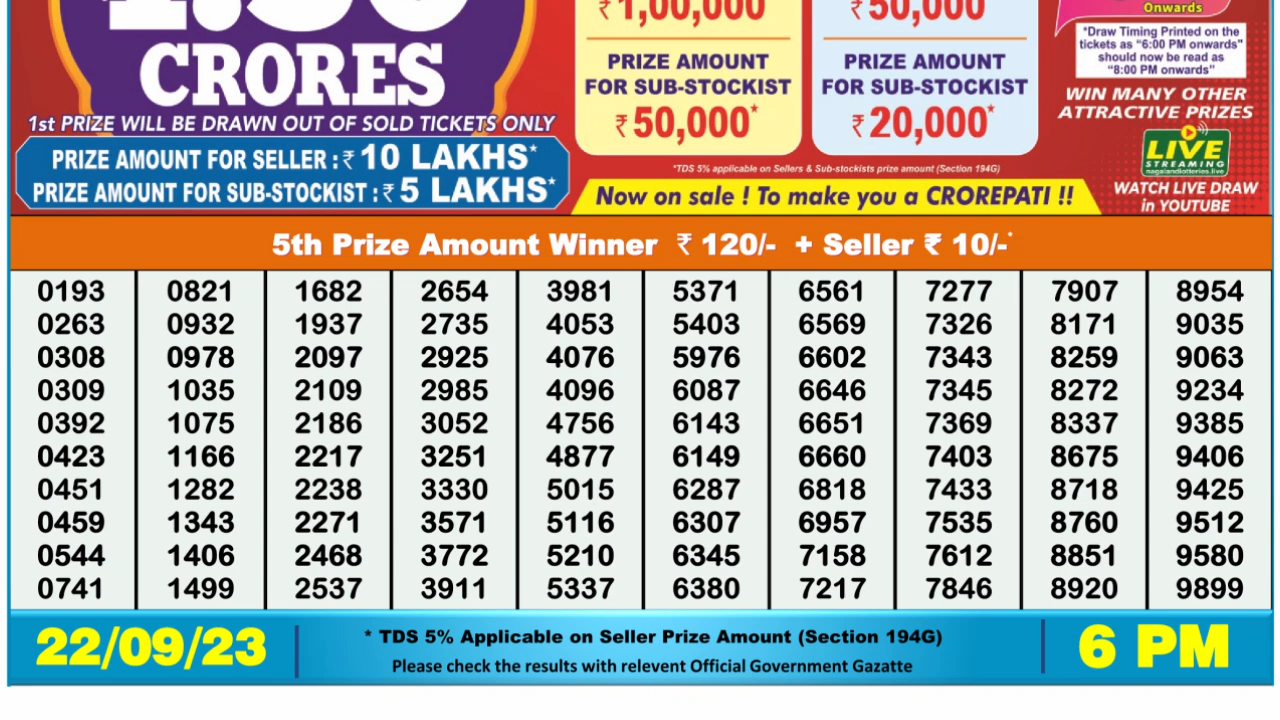 CRORES
1st PRIZE WILL BE DRAWN OUT OF SOLD TICKETS ONLY
PRIZE AMOUNT FOR SELLER : ₹ 10 LAKHS*
PRIZE AMOUNT FOR SUB-STOCKIST : ₹ 5 LAKHS*
₹1,00,000
PRIZE AMOUNT
FOR SUB-STOCKIST
₹50,000*
₹50,000
PRIZE AMOUNT
FOR SUB-STOCKIST
₹20,000*
*TDS 5% applicable on Sellers & Sub-stockists prize amount (Section 194G)
Now on sale ! To make you a CROREPATI !!
Onwards
*Draw Timing Printed on the
tickets as "6:00 PM onwards"
should now be read as
"8:00 PM onwards"
WIN MANY OTHER
ATTRACTIVE PRIZES
LIVE
STREAMING
nagalandlotteries.live
WATCH LIVE DRAW
in YOUTUBE
5th Prize Amount Winner ₹ 120/- + Seller ₹ 10/-*
0193 0821 1682 2654 3981 5371 6561 7277 7907 8954
0263 0932 1937 2735 4053 5403 6569 7326 8171 9035
0308 0978 2097 2925 4076 5976 6602 7343 8259 9063
0309 1035 2109 2985 4096 6087 6646 7345 8272 9234
0392 1075 2186 3052 4756 6143 6651 7369 8337 9385
0423 1166 2217 3251 4877 6149 6660 7403 8675 9406
0451 1282 2238 3330 5015 6287 6818 7433 8718 9425
0459 1343 2271 3571 5116 6307 6957 7535 8760 9512
0544 1406 2468 3772 5210 6345 7158 7612 8851 9580
0741 1499 2537 3911 5337 6380 7217 7846 8920 9899
22/09/23
* TDS 5% Applicable on Seller Prize Amount (Section 194G)
Please check the results with relevent Official Government Gazatte
6 PM